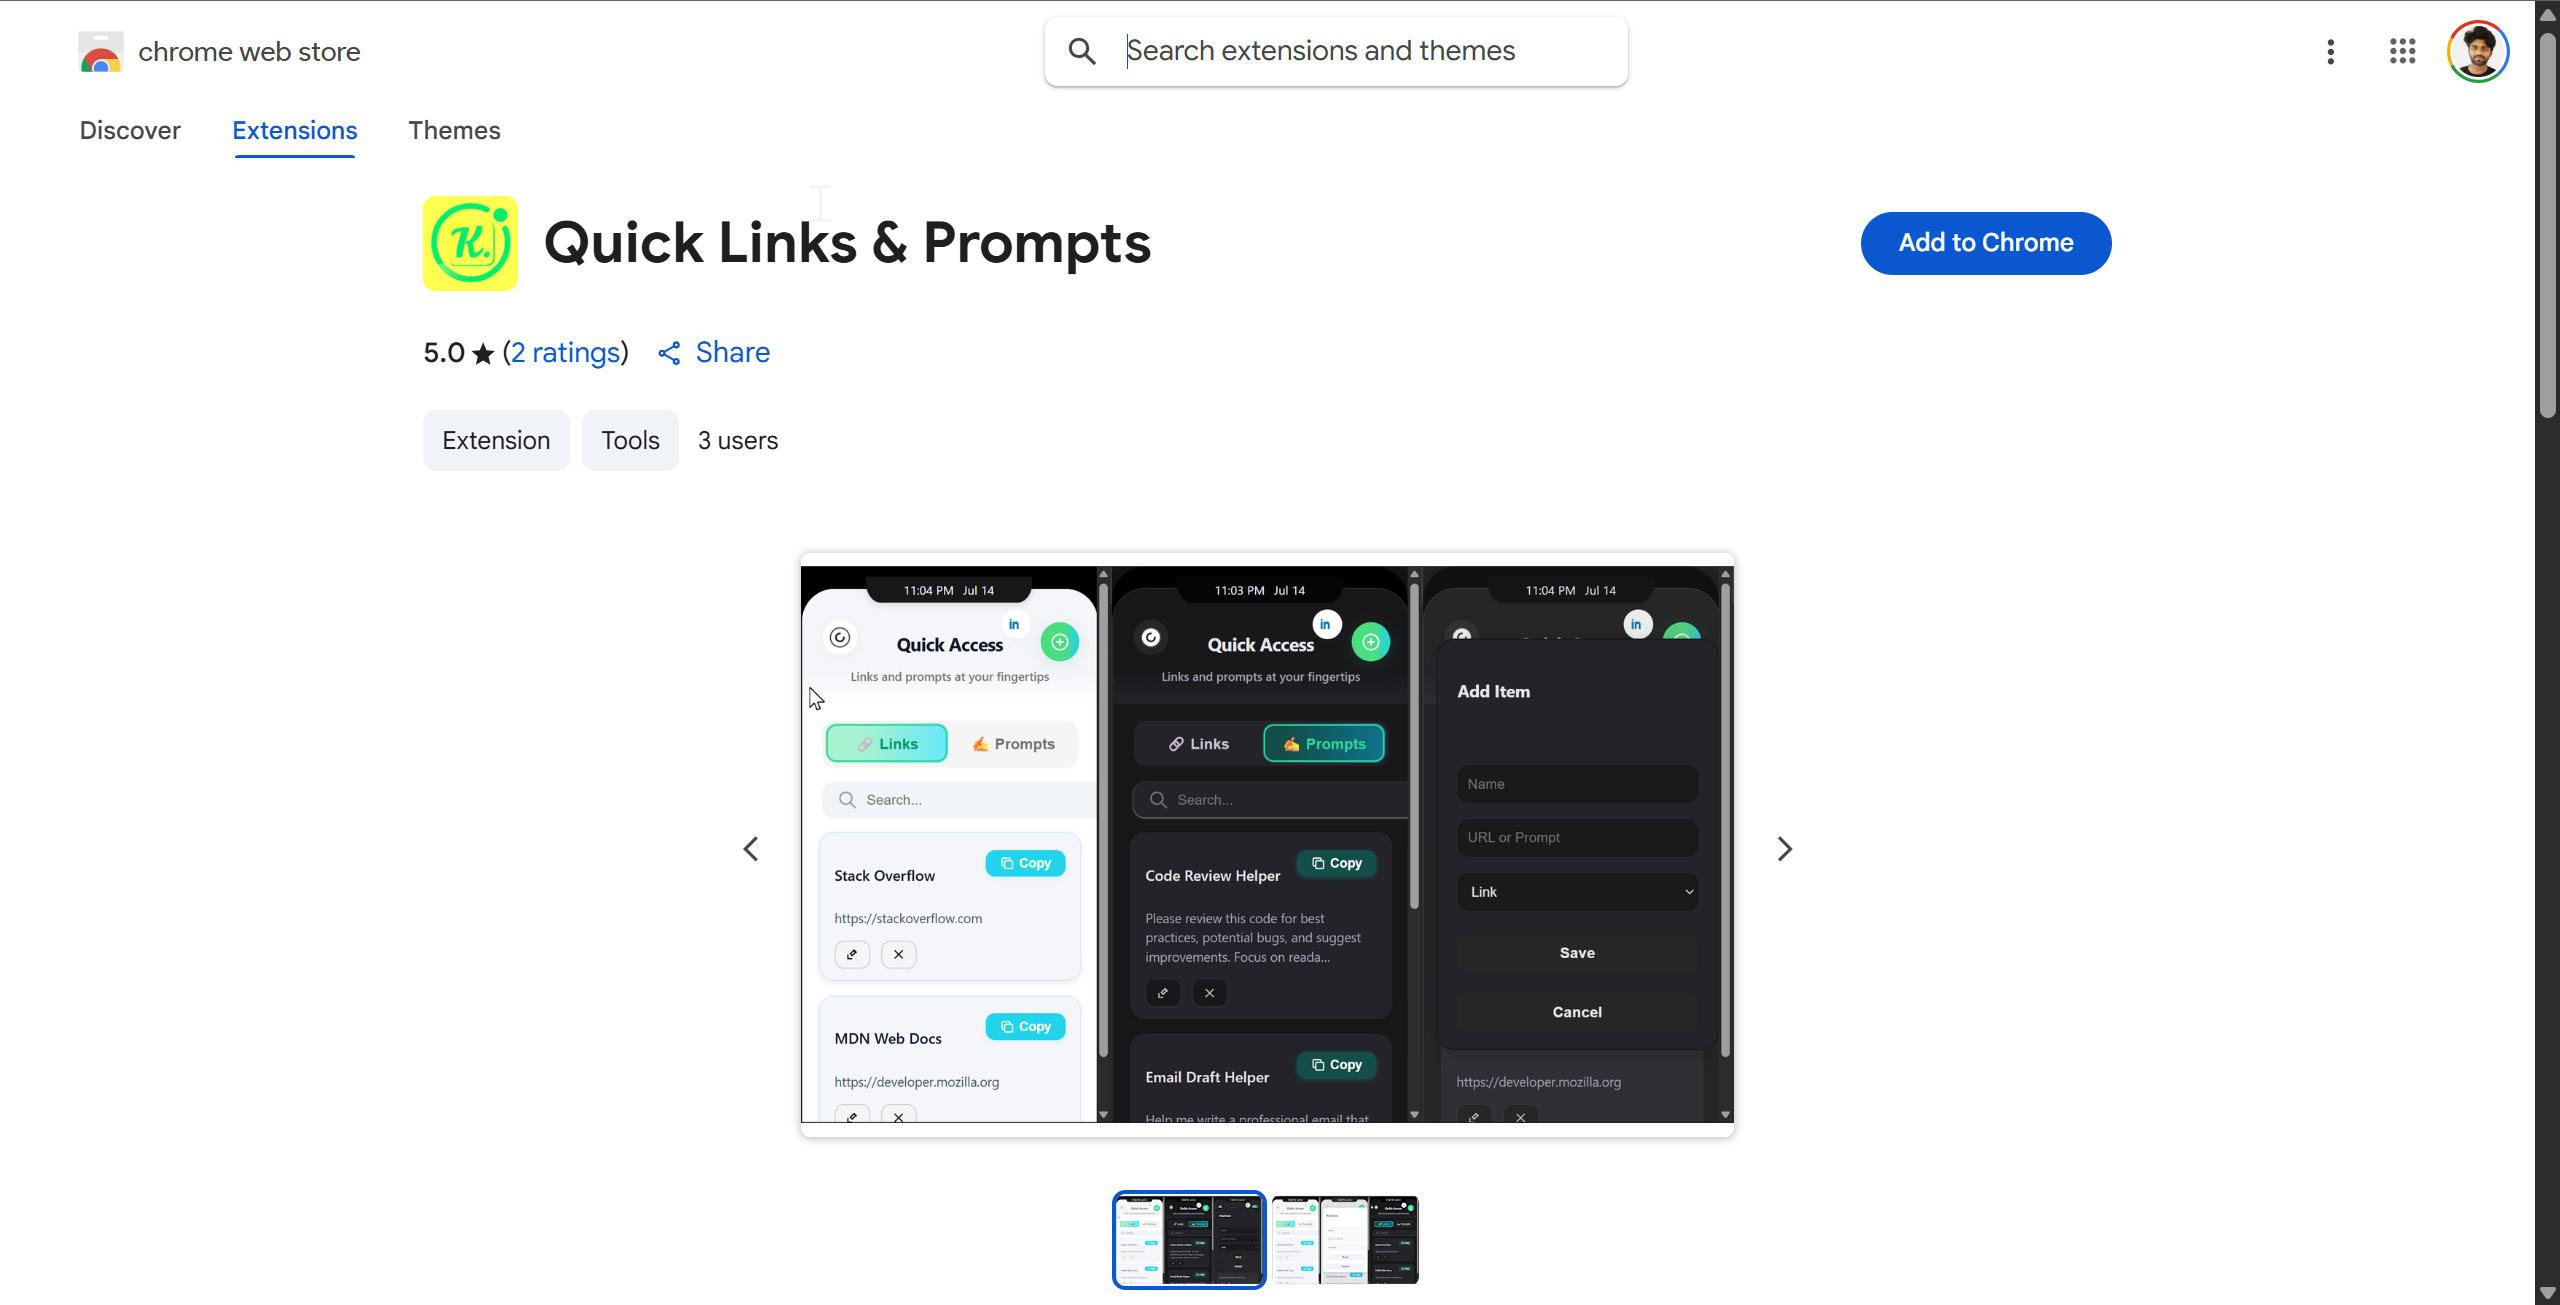 chrome web store
Search extensions and themes
Discover
Extensions
Themes
K.
Quick Links & Prompts
Add to Chrome
5.0 ★ (2 ratings)
Share
Extension
Tools
3 users
11:04 PM Jul 14
in
Quick Access
Links and prompts at your fingertips
🔗 Links
✍️ Prompts
Search...
Stack Overflow
Copy
https://stackoverflow.com
MDN Web Docs
Copy
https://developer.mozilla.org
11:03 PM Jul 14
in
Quick Access
Links and prompts at your fingertips
🔗 Links
✍️ Prompts
Search...
Code Review Helper
Copy
Please review this code for best
practices, potential bugs, and suggest
improvements. Focus on reada...
Email Draft Helper
Copy
Help me write a professional email that
11:04 PM Jul 14
in
Add Item
Name
URL or Prompt
Link
Save
Cancel
https://developer.mozilla.org